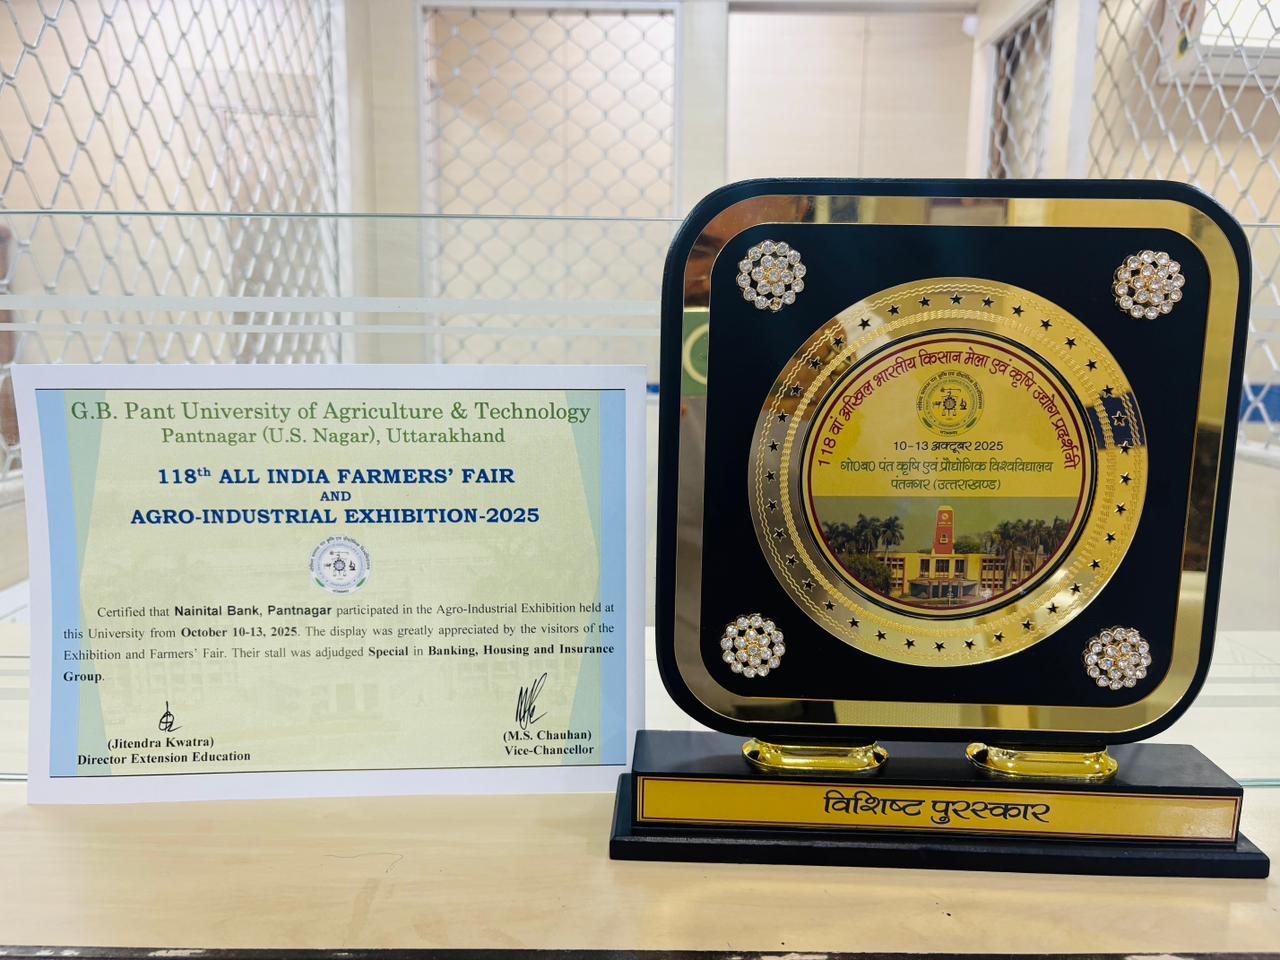 G.B. Pant University of Agriculture & Technology
Pantnagar (U.S. Nagar), Uttarakhand
118th ALL INDIA FARMERS' FAIR
AND
AGRO-INDUSTRIAL EXHIBITION-2025
Certified that Nainital Bank, Pantnagar participated in the Agro-Industrial Exhibition held at
this University from October 10-13, 2025. The display was greatly appreciated by the visitors of the
Exhibition and Farmers' Fair. Their stall was adjudged Special in Banking, Housing and Insurance
Group.
(Jitendra Kwatra)
Director Extension Education
(M.S. Chauhan)
Vice-Chancellor
118 वां अखिल भारतीय किसान मेला एवं कृषि उद्योग प्रदर्शनी
10-13 अक्टूबर 2025
गो०ब० पंत कृषि एवं प्रौद्योगिक विश्वविद्यालय
पंतनगर (उत्तराखण्ड)
विशिष्ट पुरस्कार